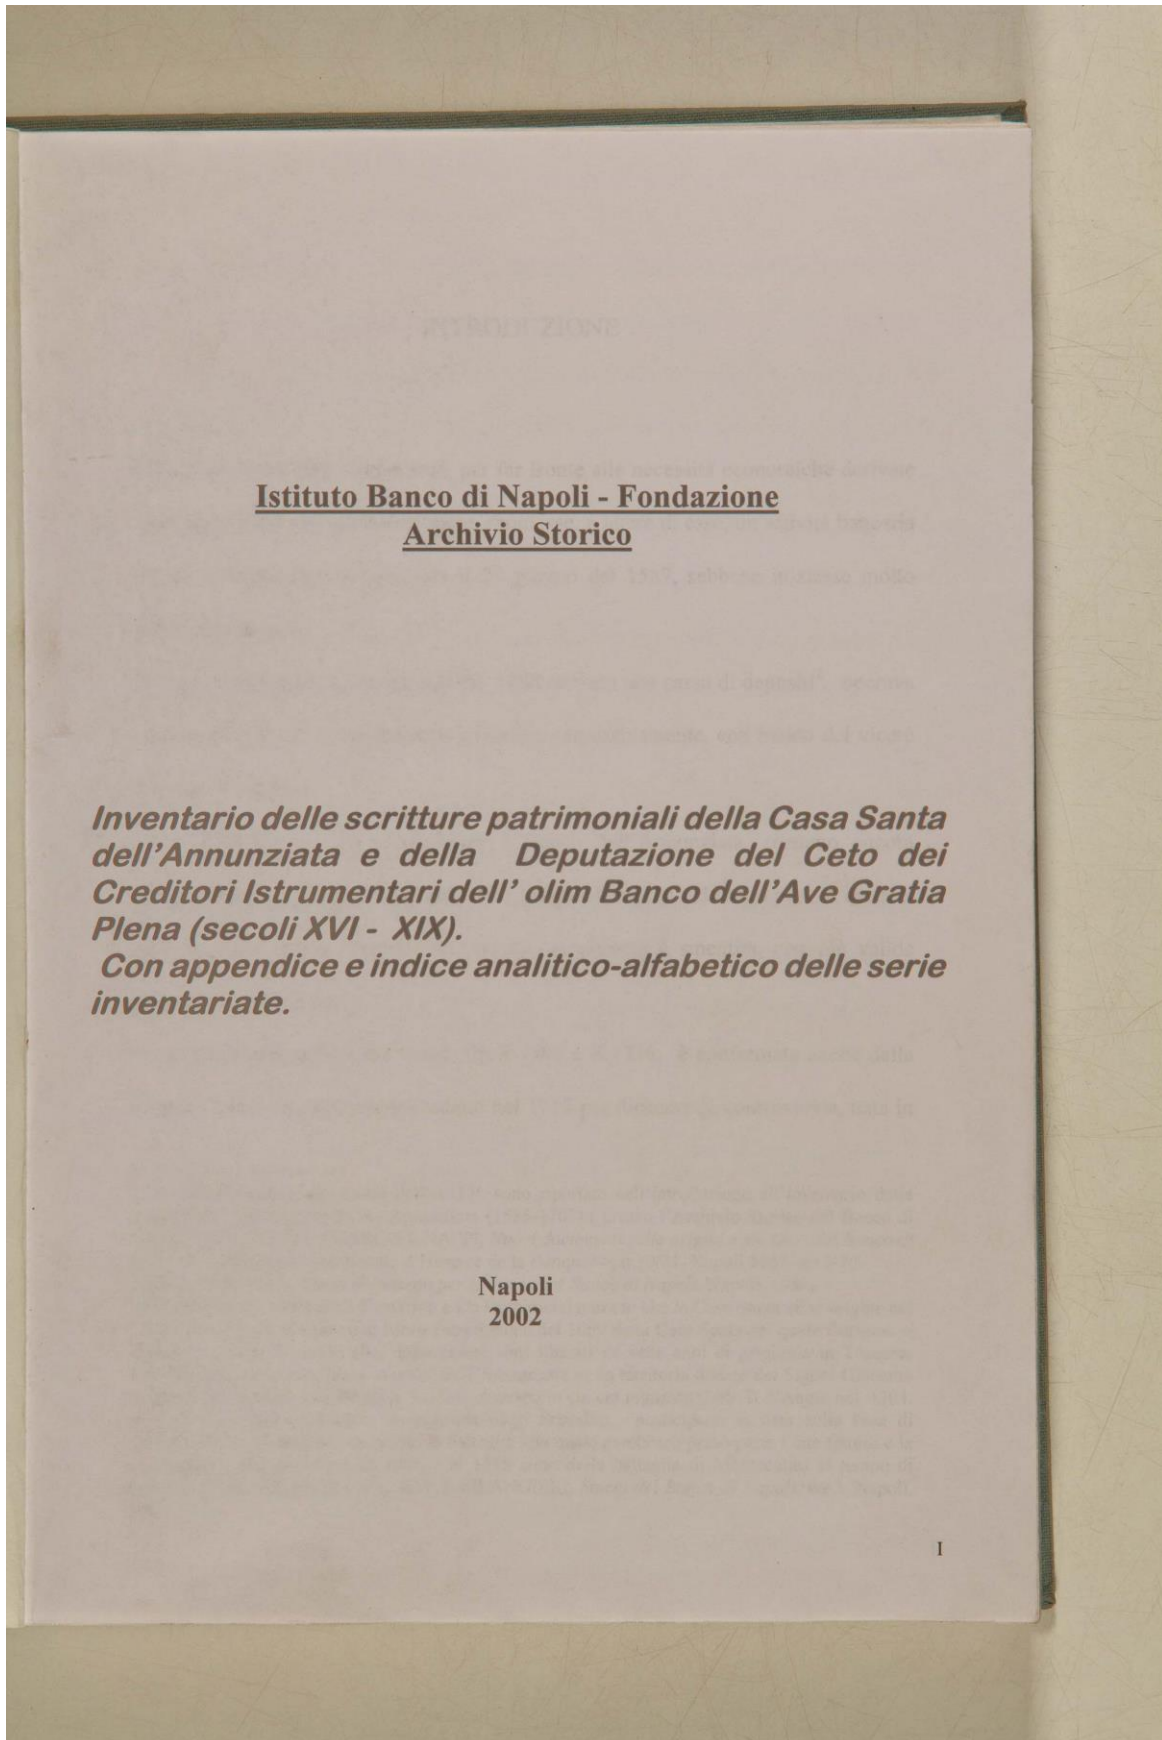 Istituto Banco di Napoli - Fondazione
Archivio Storico
Inventario delle scritture patrimoniali della Casa Santa
dell'Annunziata e della Deputazione del Ceto dei
Creditori Istrumentari dell' olim Banco dell'Ave Gratia
Plena (secoli XVI - XIX).
Con appendice e indice analitico-alfabetico delle serie
inventariate.
Napoli
2002
I